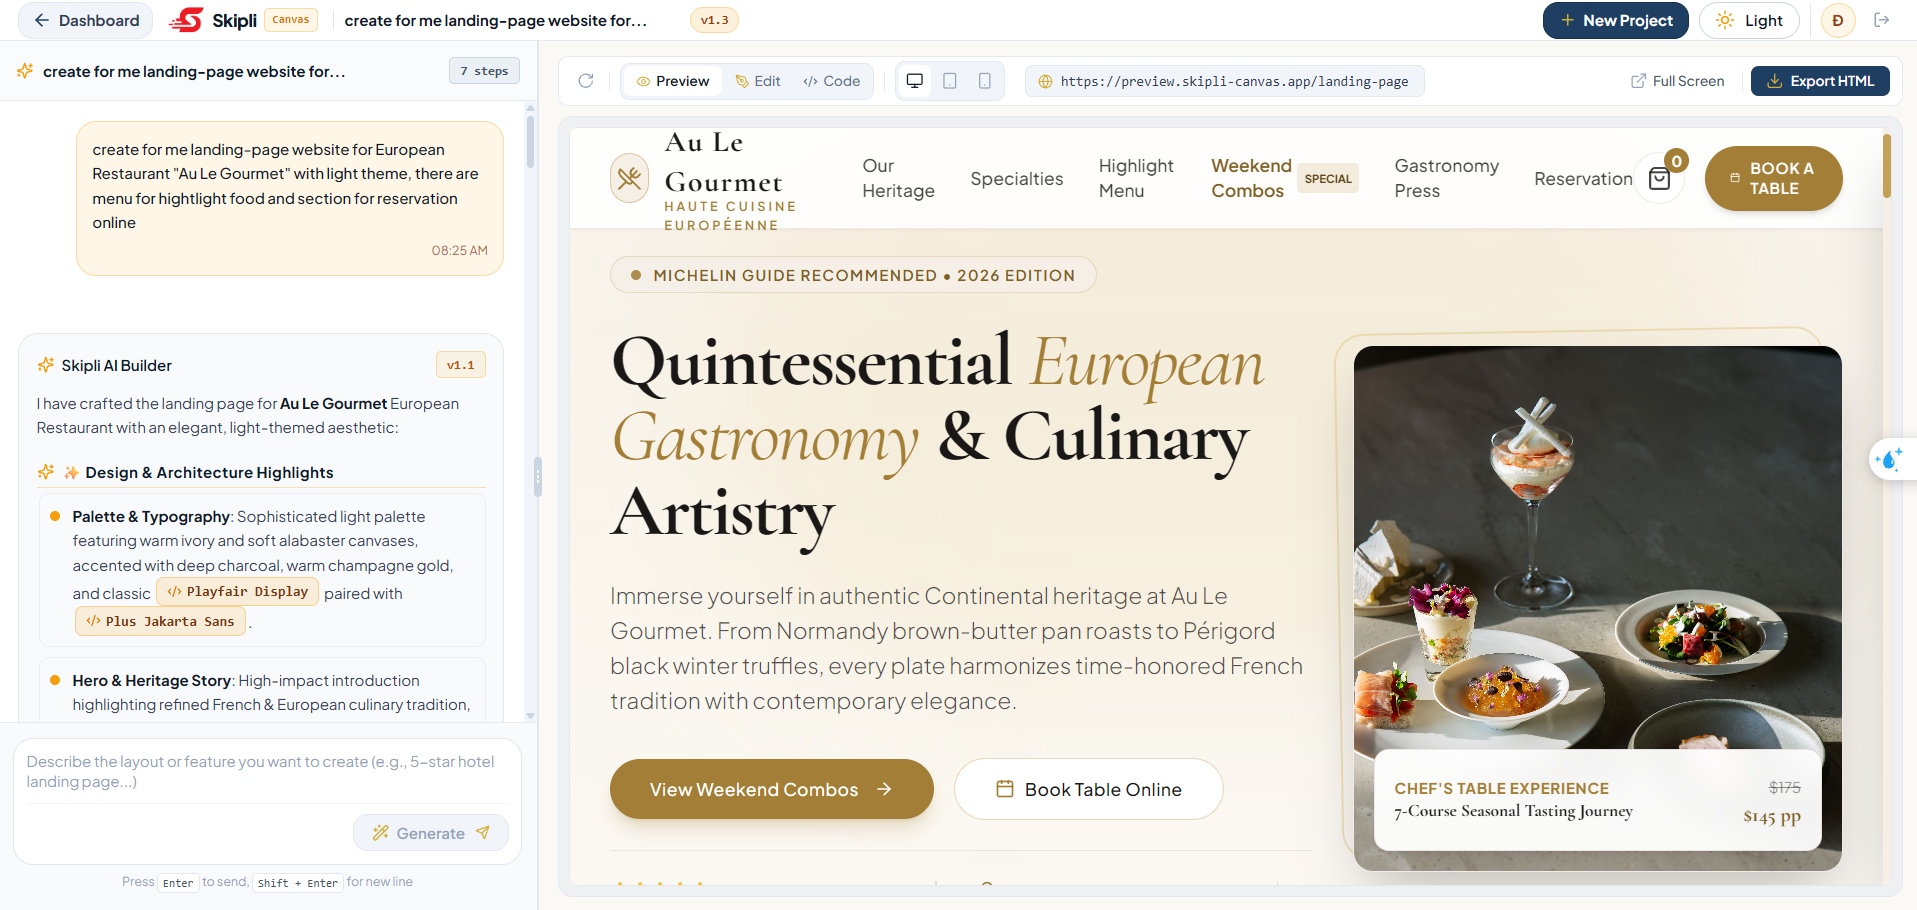 Dashboard
Skipli
Canvas
create for me landing-page website for...
v1.3
New Project
Light
Đ
create for me landing-page website for...
7 steps
create for me landing-page website for European
Restaurant "Au Le Gourmet" with light theme, there are
menu for hightlight food and section for reservation
online
08:25 AM
Skipli AI Builder
v1.1
I have crafted the landing page for Au Le Gourmet European
Restaurant with an elegant, light-themed aesthetic:
Design & Architecture Highlights
Palette & Typography: Sophisticated light palette
featuring warm ivory and soft alabaster canvases,
accented with deep charcoal, warm champagne gold,
and classic </> Playfair Display paired with
</> Plus Jakarta Sans .
Hero & Heritage Story: High-impact introduction
highlighting refined French & European culinary tradition,
Describe the layout or feature you want to create (e.g., 5-star hotel
landing page...)
Generate
Press Enter to send, Shift + Enter for new line
Preview
Edit
</> Code
https://preview.skipli-canvas.app/landing-page
Full Screen
Export HTML
Au Le
Gourmet
HAUTE CUISINE
EUROPÉENNE
Our
Heritage
Specialties
Highlight
Menu
Weekend
Combos
SPECIAL
Gastronomy
Press
Reservation
0
BOOK A
TABLE
MICHELIN GUIDE RECOMMENDED • 2026 EDITION
Quintessential European
Gastronomy & Culinary
Artistry
Immerse yourself in authentic Continental heritage at Au Le
Gourmet. From Normandy brown-butter pan roasts to Périgord
black winter truffles, every plate harmonizes time-honored French
tradition with contemporary elegance.
View Weekend Combos
Book Table Online
CHEF'S TABLE EXPERIENCE
$175
7-Course Seasonal Tasting Journey
$145 pp